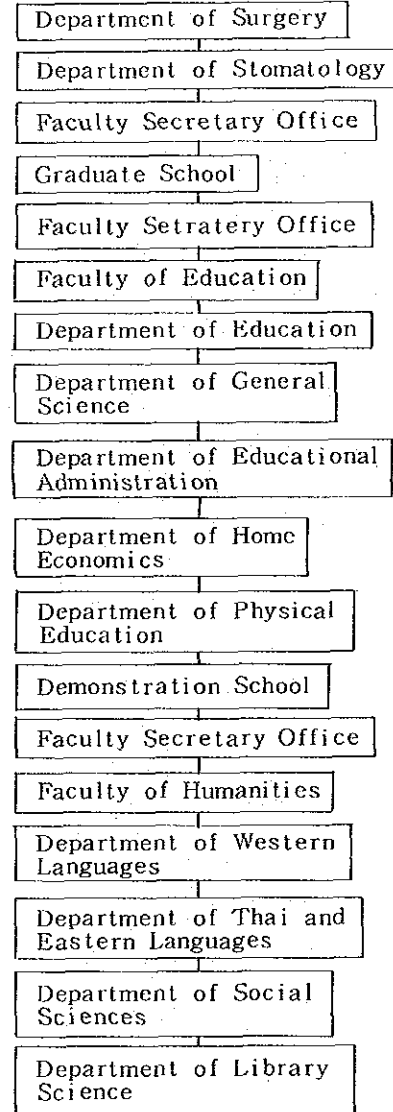 Department of Surgery
Department of Stomatology
Faculty Secretary Office
Graduate School
Faculty Setratery Office
Faculty of Education
Department of Education
Department of General
Science
Department of Educational
Administration
Department of Home
Economics
Department of Physical
Education
Demonstration School
Faculty Secretary Office
Faculty of Humanities
Department of Western
Languages
Department of Thai and
Eastern Languages
Department of Social
Sciences
Department of Library
Science